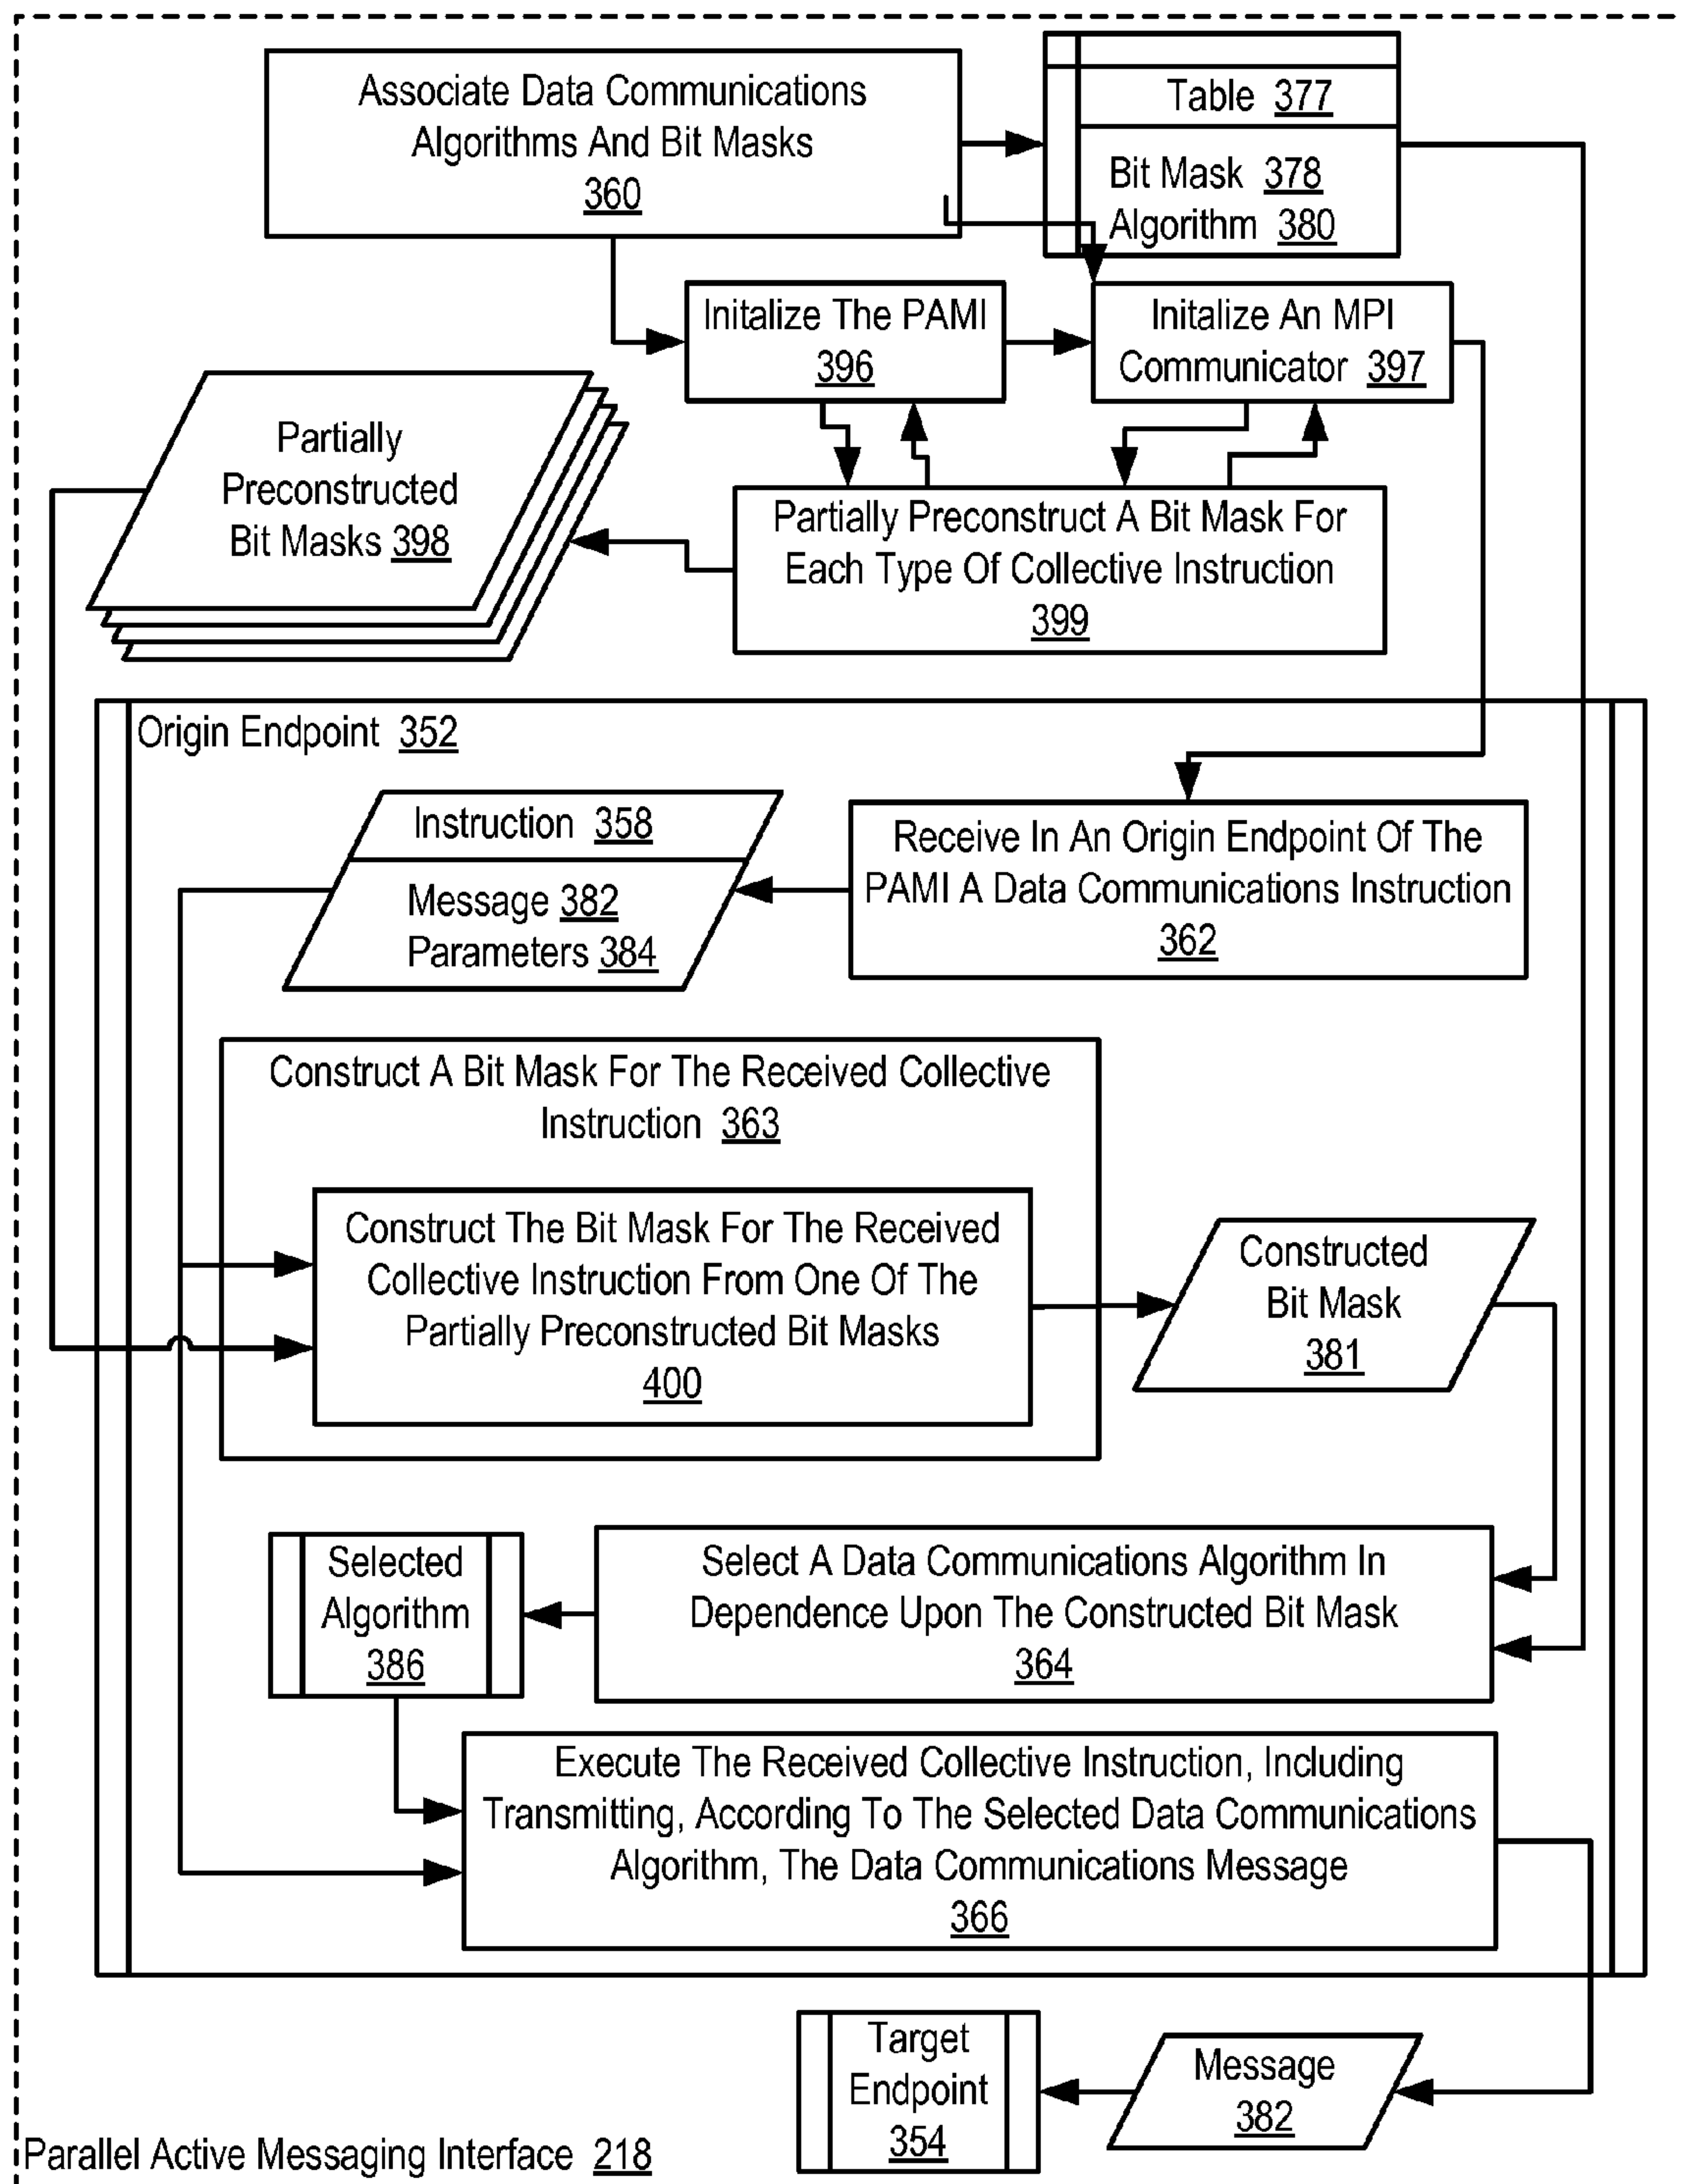 Associate Data Communications
Algorithms And Bit Masks
360
Table 377
Bit Mask 378
Algorithm 380
Initalize The PAMI
396
Initalize An MPI
Communicator 397
Partially
Preconstructed
Bit Masks 398
Partially Preconstruct A Bit Mask For
Each Type Of Collective Instruction
399
Origin Endpoint 352
Instruction 358
Message 382
Parameters 384
Receive In An Origin Endpoint Of The
PAMI A Data Communications Instruction
362
Construct A Bit Mask For The Received Collective
Instruction 363
Construct The Bit Mask For The Received
Collective Instruction From One Of The
Partially Preconstructed Bit Masks
400
Constructed
Bit Mask
381
Selected
Algorithm
386
Select A Data Communications Algorithm In
Dependence Upon The Constructed Bit Mask
364
Execute The Received Collective Instruction, Including
Transmitting, According To The Selected Data Communications
Algorithm, The Data Communications Message
366
Target
Endpoint
354
Message
382
Parallel Active Messaging Interface 218